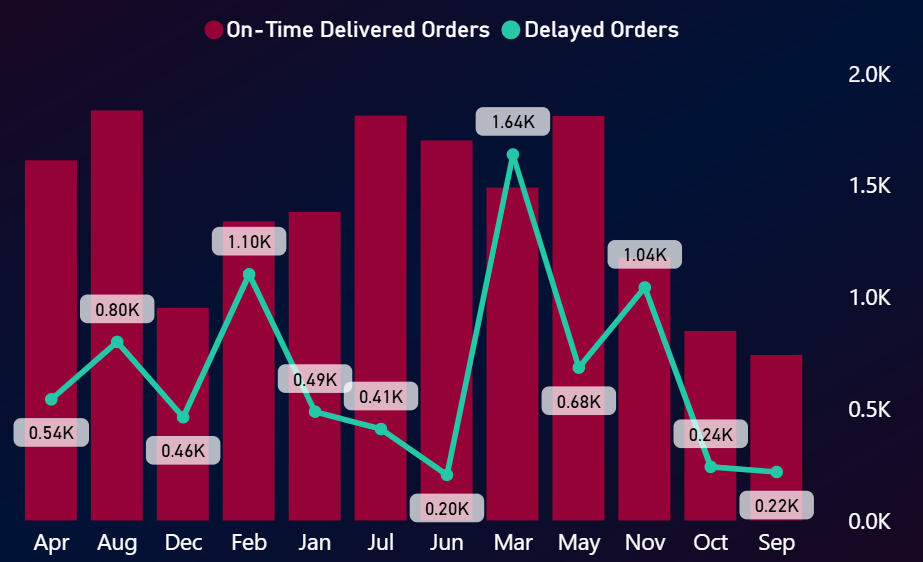 On-Time Delivered Orders Delayed Orders
2.0K
1.64K
1.5K
1.10K
1.04K
0.80K
1.0K
0.49K
0.41K
0.68K
0.5K
0.54K
0.24K
0.46K
0.20K
0.22K
0.0K
Apr Aug Dec Feb Jan Jul Jun Mar May Nov Oct Sep